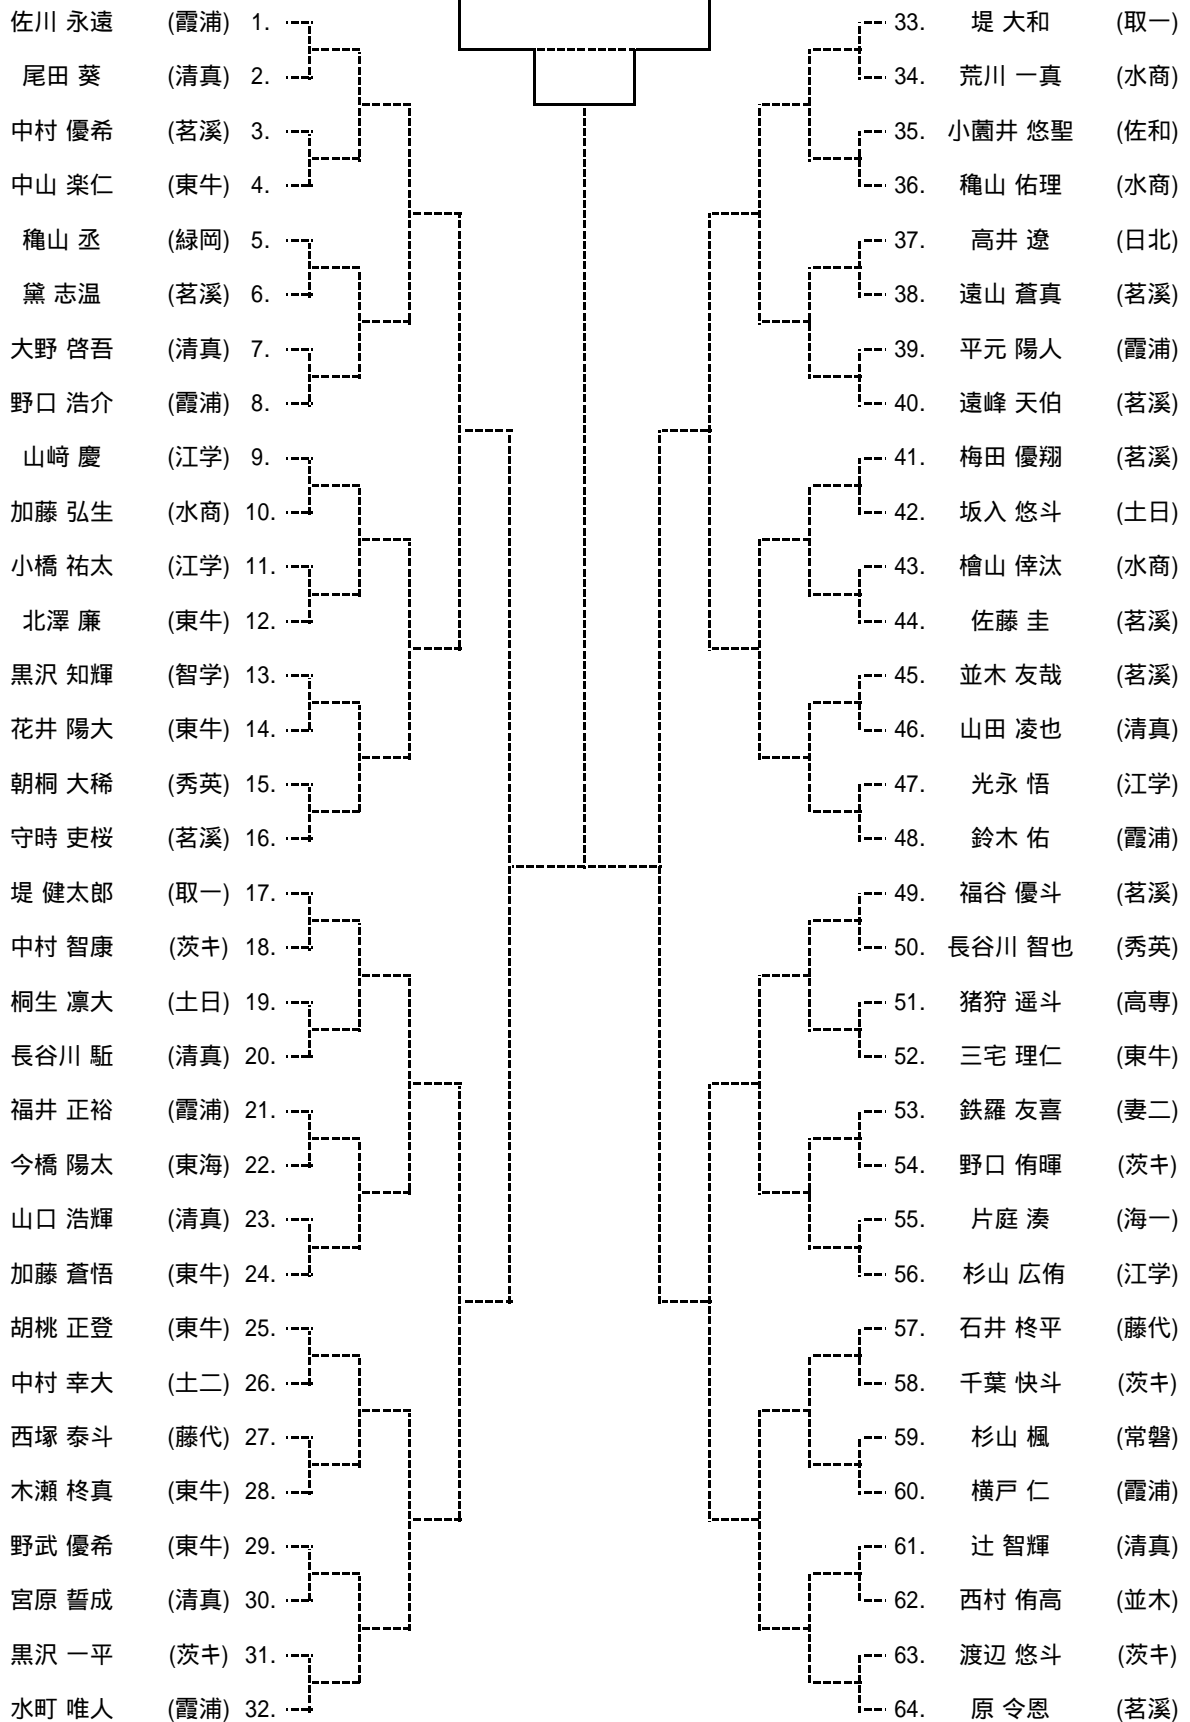 佐川 永遠 (霞浦) 1.
尾田 葵 (清真) 2.
中村 優希 (茗溪) 3.
中山 楽仁 (東牛) 4.
穐山 丞 (緑岡) 5.
黛 志温 (茗溪) 6.
大野 啓吾 (清真) 7.
野口 浩介 (霞浦) 8.
山﨑 慶 (江学) 9.
加藤 弘生 (水商) 10.
小橋 祐太 (江学) 11.
北澤 廉 (東牛) 12.
黒沢 知輝 (智学) 13.
花井 陽大 (東牛) 14.
朝桐 大稀 (秀英) 15.
守時 吏桜 (茗溪) 16.
堤 健太郎 (取一) 17.
中村 智康 (茨キ) 18.
桐生 凛大 (土日) 19.
長谷川 駈 (清真) 20.
福井 正裕 (霞浦) 21.
今橋 陽太 (東海) 22.
山口 浩輝 (清真) 23.
加藤 蒼悟 (東牛) 24.
胡桃 正登 (東牛) 25.
中村 幸大 (土二) 26.
西塚 泰斗 (藤代) 27.
木瀬 柊真 (東牛) 28.
野武 優希 (東牛) 29.
宮原 誓成 (清真) 30.
黒沢 一平 (茨キ) 31.
水町 唯人 (霞浦) 32.
33. 堤 大和 (取一)
34. 荒川 一真 (水商)
35. 小薗井 悠聖 (佐和)
36. 穐山 佑理 (水商)
37. 高井 遼 (日北)
38. 遠山 蒼真 (茗溪)
39. 平元 陽人 (霞浦)
40. 遠峰 天伯 (茗溪)
41. 梅田 優翔 (茗溪)
42. 坂入 悠斗 (土日)
43. 檜山 倖汰 (水商)
44. 佐藤 圭 (茗溪)
45. 並木 友哉 (茗溪)
46. 山田 凌也 (清真)
47. 光永 悟 (江学)
48. 鈴木 佑 (霞浦)
49. 福谷 優斗 (茗溪)
50. 長谷川 智也 (秀英)
51. 猪狩 遥斗 (高専)
52. 三宅 理仁 (東牛)
53. 鉄羅 友喜 (妻二)
54. 野口 侑暉 (茨キ)
55. 片庭 湊 (海一)
56. 杉山 広侑 (江学)
57. 石井 柊平 (藤代)
58. 千葉 快斗 (茨キ)
59. 杉山 楓 (常磐)
60. 横戸 仁 (霞浦)
61. 辻 智輝 (清真)
62. 西村 侑高 (並木)
63. 渡辺 悠斗 (茨キ)
64. 原 令恩 (茗溪)